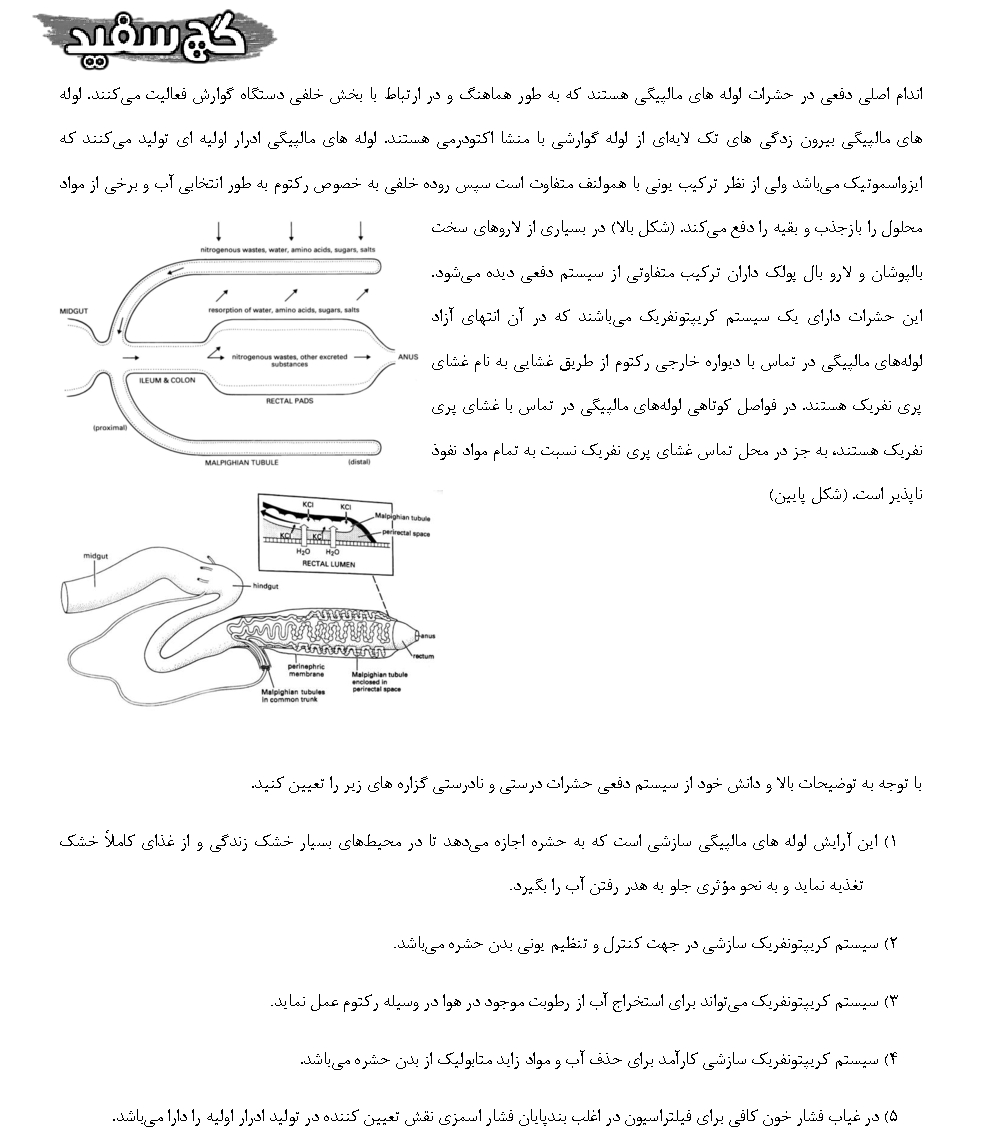 گچ سفید
اندام اصلی دفعی در حشرات لوله های مالپیگی هستند که به طور هماهنگ و در ارتباط با بخش خلفی دستگاه گوارش فعالیت می‌کنند. لوله
های مالپیگی بیرون زدگی های تک لایه‌ای از لوله گوارشی با منشا اکتودرمی هستند. لوله های مالپیگی ادرار اولیه ای تولید می‌کنند که
ایزواسموتیک می‌باشد ولی از نظر ترکیب یونی با همولنف متفاوت است سپس روده خلفی به خصوص رکتوم به طور انتخابی آب و برخی از مواد
محلول را بازجذب و بقیه را دفع می‌کند. (شکل بالا) در بسیاری از لاروهای سخت
بالپوشان و لارو بال پولک داران ترکیب متفاوتی از سیستم دفعی دیده می‌شود.
این حشرات دارای یک سیستم کریپتونفریک می‌باشند که در آن انتهای آزاد
لوله‌های مالپیگی در تماس با دیواره خارجی رکتوم از طریق غشایی به نام غشای
پری نفریک هستند. در فواصل کوتاهی لوله‌های مالپیگی در تماس با غشای پری
نفریک هستند، به جز در محل تماس غشای پری نفریک نسبت به تمام مواد نفوذ
ناپذیر است. (شکل پایین)
nitrogenous wastes, water, amino acids, sugars, salts
MIDGUT
resorption of water, amino acids, sugars, salts
nitrogenous wastes, other excreted
substances
ANUS
ILEUM & COLON
RECTAL PADS
(proximal)
MALPIGHIAN TUBULE
(distal)
KCl
KCl
Malpighian tubule
perirectal space
KCl
KCl
H2O
H2O
RECTAL LUMEN
midgut
hindgut
anus
rectum
perinephric
membrane
Malpighian tubule
enclosed in
perirectal space
Malpighian tubules
in common trunk
با توجه به توضیحات بالا و دانش خود از سیستم دفعی حشرات درستی و نادرستی گزاره های زیر را تعیین کنید.
۱) این آرایش لوله های مالپیگی سازشی است که به حشره اجازه می‌دهد تا در محیط‌های بسیار خشک زندگی و از غذای کاملاً خشک
تغذیه نماید و به نحو مؤثری جلو به هدر رفتن آب را بگیرد.
۲) سیستم کریپتونفریک سازشی در جهت کنترل و تنظیم یونی بدن حشره می‌باشد.
۳) سیستم کریپتونفریک می‌تواند برای استخراج آب از رطوبت موجود در هوا در وسیله رکتوم عمل نماید.
۴) سیستم کریپتونفریک سازشی کارآمد برای حذف آب و مواد زاید متابولیک از بدن حشره می‌باشد.
۵) در غیاب فشار خون کافی برای فیلتراسیون در اغلب بندپایان فشار اسمزی نقش تعیین کننده در تولید ادرار اولیه را دارا می‌باشد.